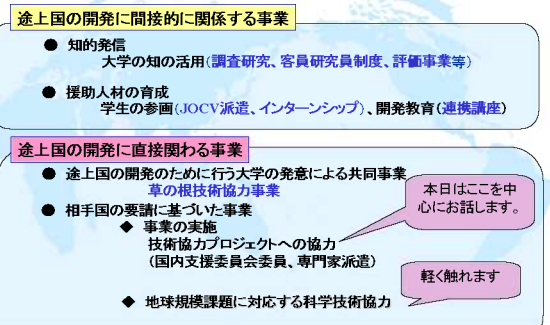 途上国の開発に間接的に関係する事業
● 知的発信
大学の知の活用(調査研究、客員研究員制度、評価事業等)
● 援助人材の育成
学生の参画(JOCV派遣、インターンシップ)、開発教育(連携講座)
途上国の開発に直接関わる事業
● 途上国の開発のために行う大学の発意による共同事業
草の根技術協力事業
● 相手国の要請に基づいた事業
◆ 事業の実施
技術協力プロジェクトへの協力
(国内支援委員会委員、専門家派遣)
◆ 地球規模課題に対応する科学技術協力
本日はここを中
心にお話します。
軽く触れます